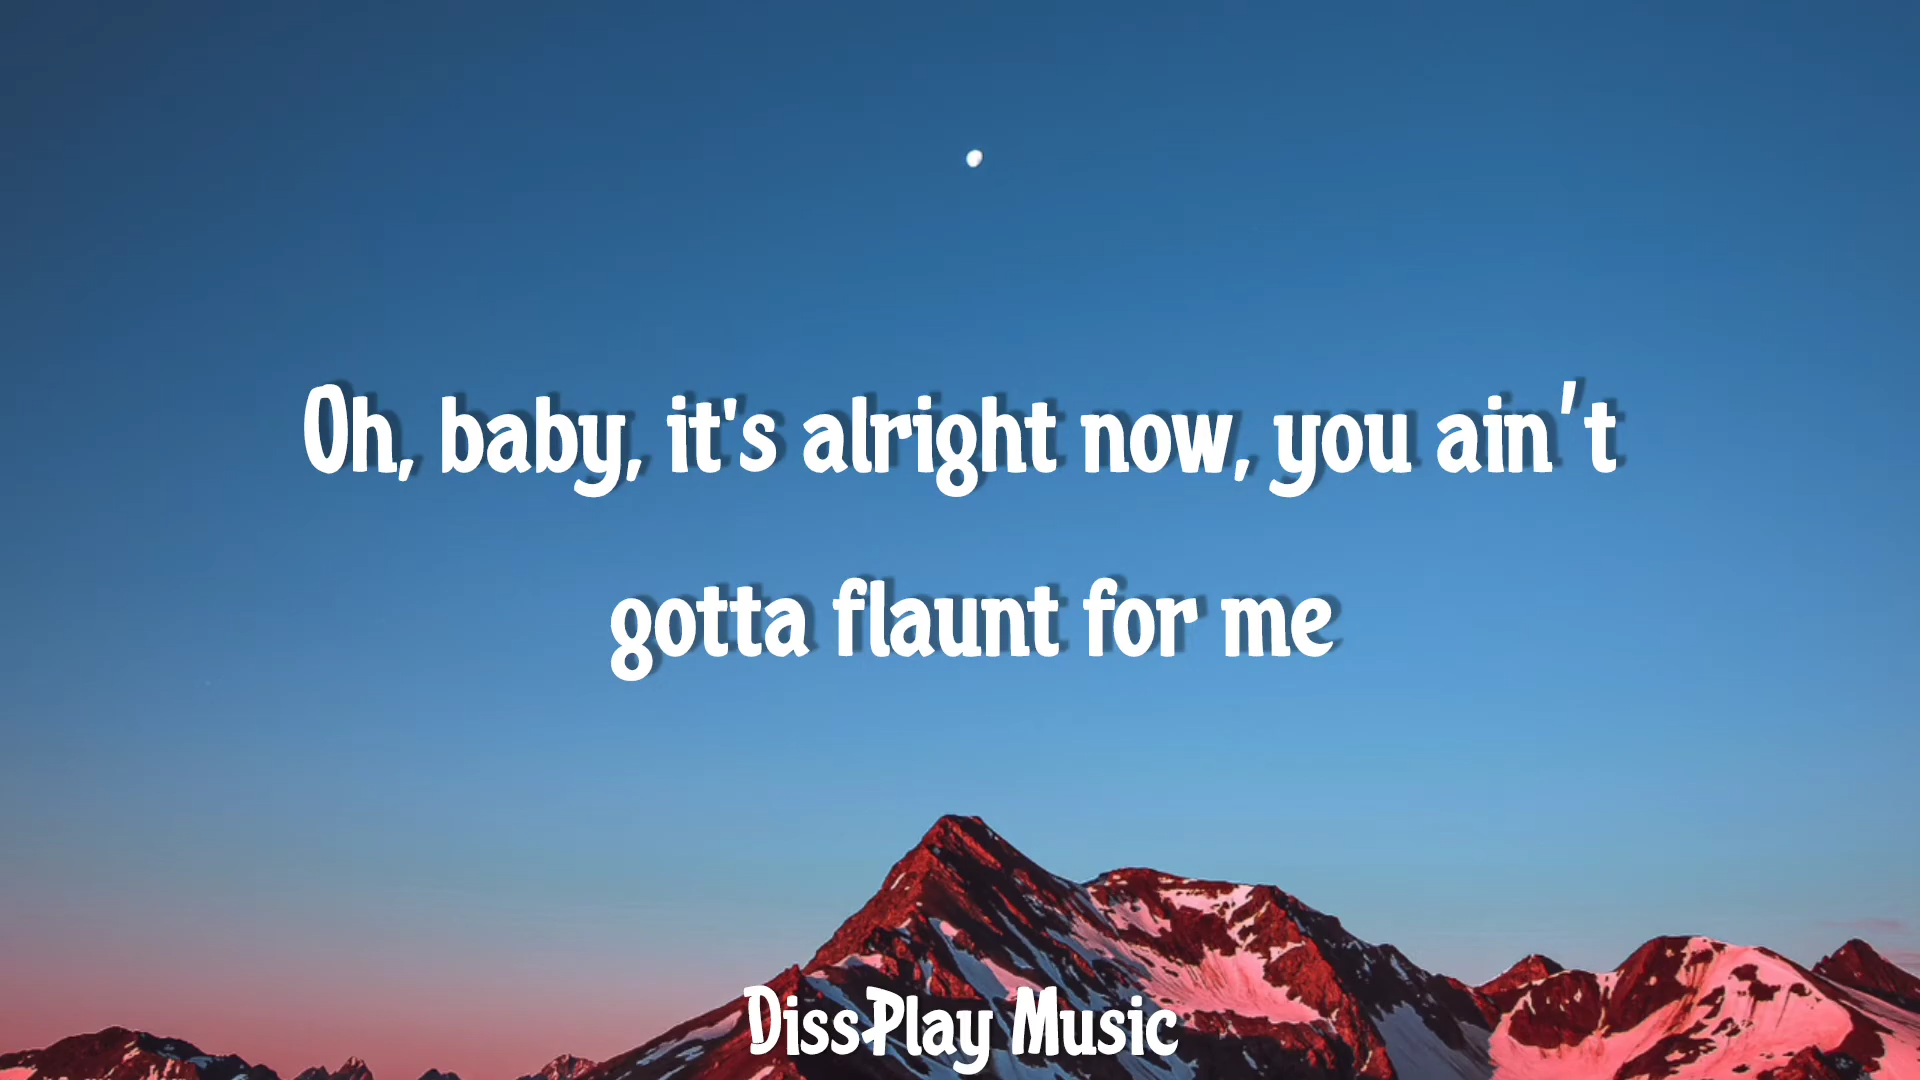 Oh, baby, it's alright now, you ain't
gotta flaunt for me
DissPlay Music